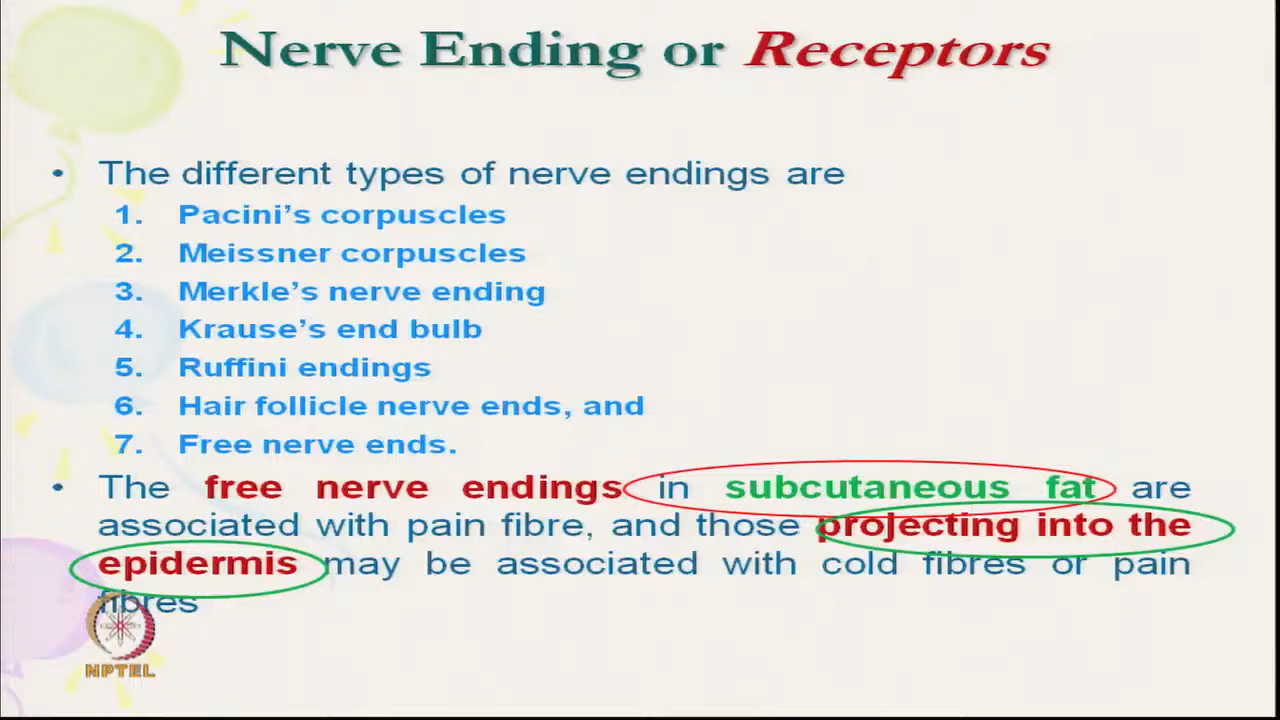 Nerve Ending or Receptors
• The different types of nerve endings are
1. Pacini’s corpuscles
2. Meissner corpuscles
3. Merkle’s nerve ending
4. Krause’s end bulb
5. Ruffini endings
6. Hair follicle nerve ends, and
7. Free nerve ends.
• The free nerve endings in subcutaneous fat are
associated with pain fibre, and those projecting into the
epidermis may be associated with cold fibres or pain
fibres
NPTEL